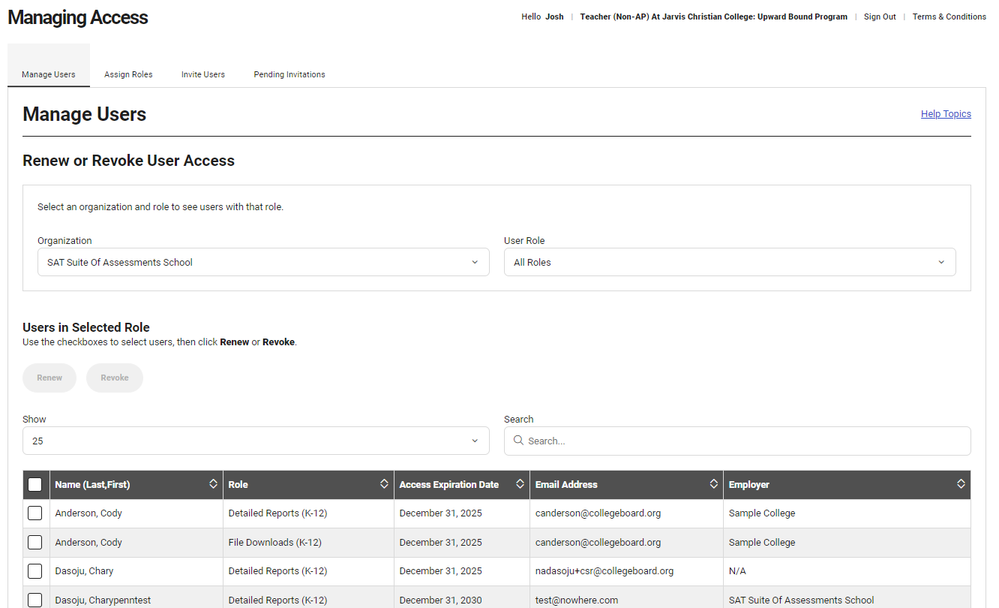 Managing Access
Hello Josh | Teacher (Non-AP) At Jarvis Christian College: Upward Bound Program | Sign Out | Terms & Conditions
Manage Users Assign Roles Invite Users Pending Invitations
Manage Users Help Topics
Renew or Revoke User Access
Select an organization and role to see users with that role.
Organization User Role
SAT Suite Of Assessments School All Roles
Users in Selected Role
Use the checkboxes to select users, then click Renew or Revoke.
Renew Revoke
Show Search
25 Search...
Name (Last,First) Role Access Expiration Date Email Address Employer
Anderson, Cody Detailed Reports (K-12) December 31, 2025 canderson@collegeboard.org Sample College
Anderson, Cody File Downloads (K-12) December 31, 2025 canderson@collegeboard.org Sample College
Dasoju, Chary Detailed Reports (K-12) December 31, 2025 nadasoju+csr@collegeboard.org N/A
Dasoju, Charypenntest Detailed Reports (K-12) December 31, 2030 test@nowhere.com SAT Suite Of Assessments School